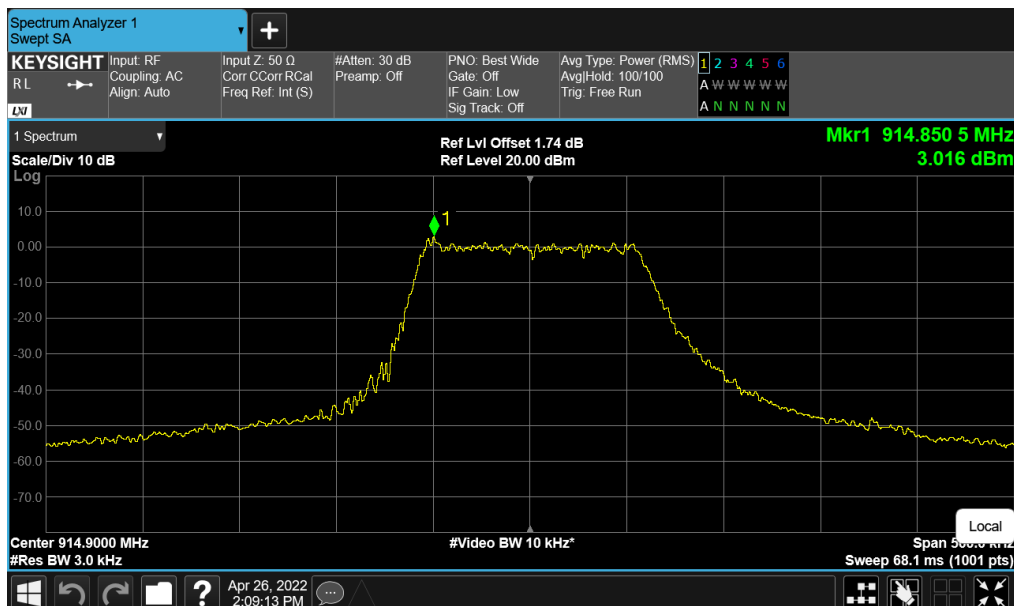 Spectrum Analyzer 1
Swept SA
KEYSIGHT
R L
LXI
Input: RF
Coupling: AC
Align: Auto
Input Z: 50 Ω
Corr CCorr RCal
Freq Ref: Int (S)
#Atten: 30 dB
Preamp: Off
PNO: Best Wide
Gate: Off
IF Gain: Low
Sig Track: Off
Avg Type: Power (RMS)
Avg|Hold: 100/100
Trig: Free Run
1 2 3 4 5 6
A W W W W W W
A N N N N N
1 Spectrum
Scale/Div 10 dB
Ref Lvl Offset 1.74 dB
Ref Level 20.00 dBm
Mkr1 914.850 5 MHz
3.016 dBm
Log
1
10.0
0.00
-10.0
-20.0
-30.0
-40.0
-50.0
-60.0
-70.0
Local
Center 914.9000 MHz
#Video BW 10 kHz*
Span
#Res BW 3.0 kHz
Sweep 68.1 ms (1001 pts)
Apr 26, 2022
2:09:13 PM